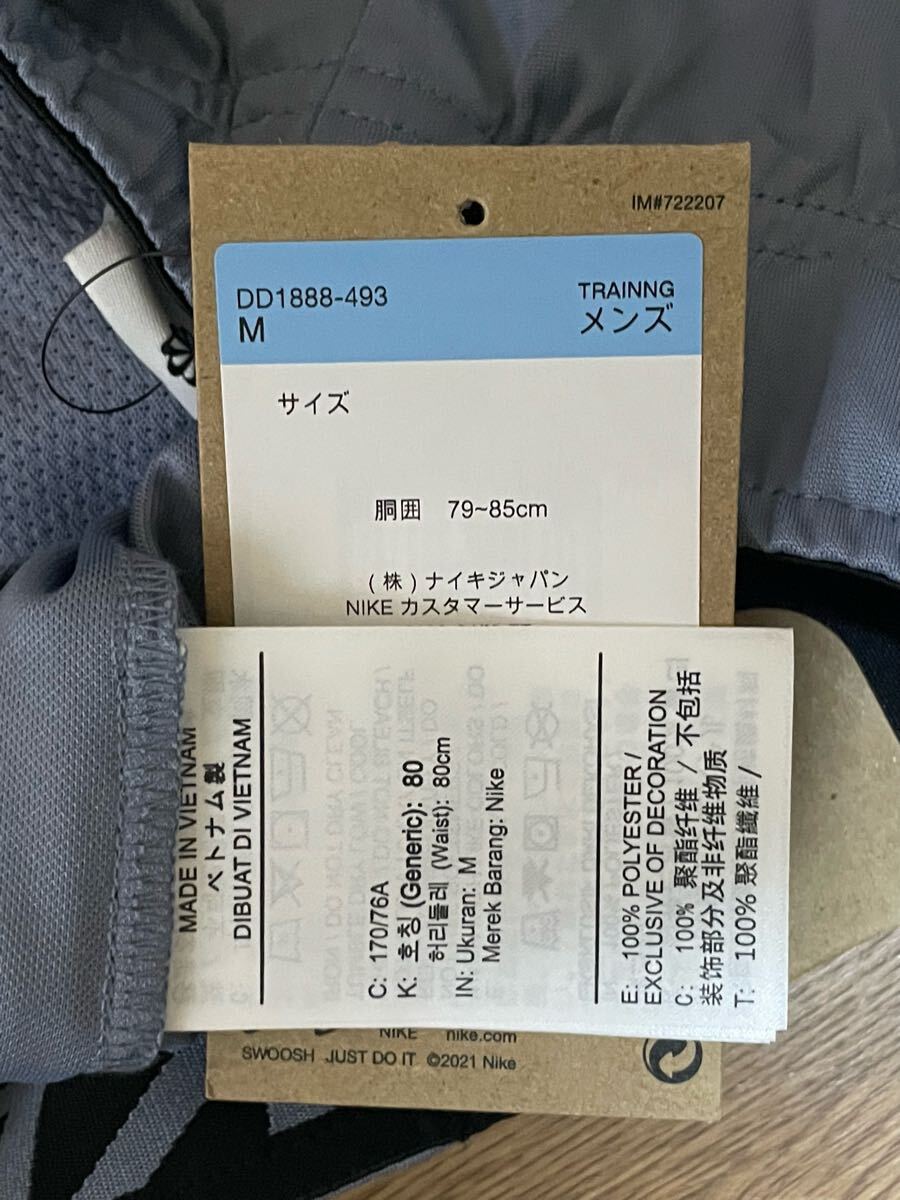 IM#722207
DD1888-493
M
TRAINNG
メンズ
サイズ
胴囲 79~85cm
(株)ナイキジャパン
NIKE カスタマーサービス
MADE IN VIETNAM
ベトナム製
DIBUAT DI VIETNAM
C: 170/76A
K: 호칭 (Generic): 80
허리둘레 (Waist): 80cm
IN: Ukuran: M
Merek Barang: Nike
E: 100% POLYESTER /
EXCLUSIVE OF DECORATION
C: 100% 聚酯纤维 / 不包括
装饰部分及非纤维物质
T: 100% 聚酯纖維 /
NIKE nike.com
SWOOSH JUST DO IT ©2021 Nike